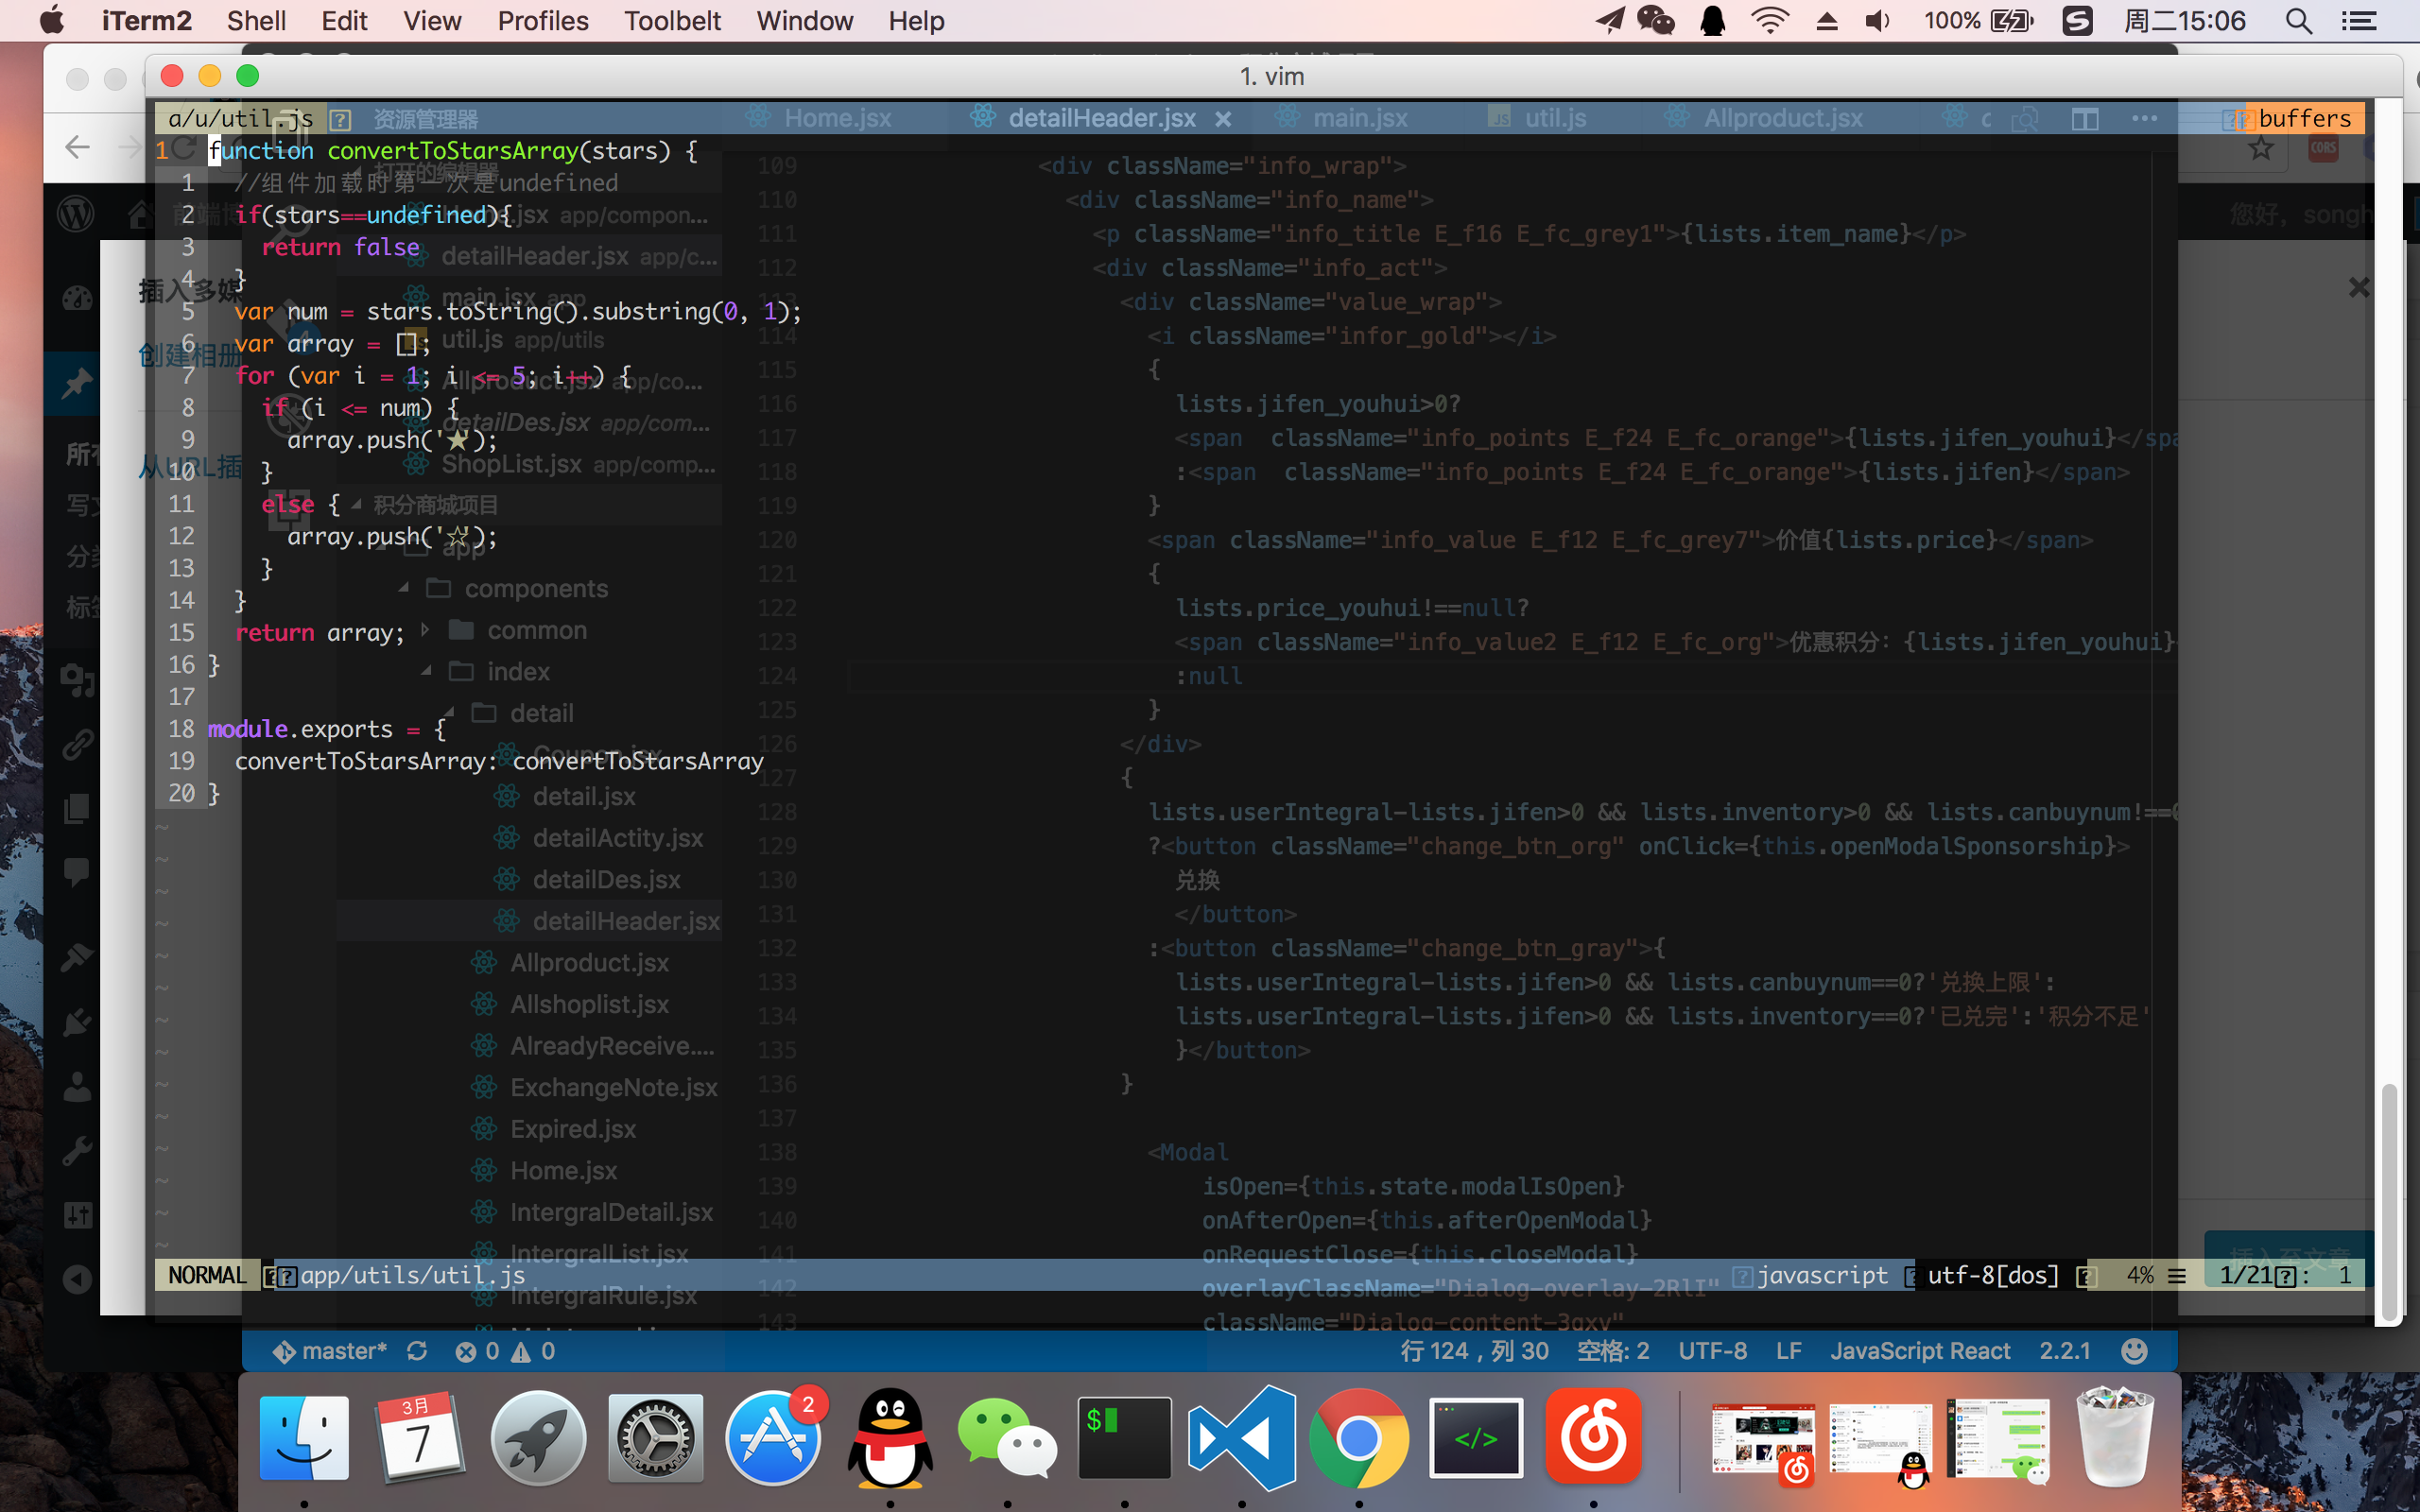 iTerm2 Shell Edit View Profiles Toolbelt Window Help 100% 周二15:06
1. vim
a/u/util.js 资源管理器 Home.jsx detailHeader.jsx × main.jsx util.js Allproduct.jsx buffers
1 function convertToStarsArray(stars) {
1 //组件加载时第一次是undefined
2 if(stars==undefined){
3 return false
4 }
5 var num = stars.toString().substring(0, 1);
6 var array = [];
7 for (var i = 1; i <= 5; i++) {
8 if (i <= num) {
9 array.push('★');
10 }
11 else {
12 array.push('☆');
13 }
14 }
15 return array;
16 }
17
18 module.exports = {
19 convertToStarsArray: convertToStarsArray
20 }
NORMAL app/utils/util.js javascript utf-8[dos] 4% ☰ 1/21 : 1
打开的编辑器
Home.jsx app/compon...
detailHeader.jsx app/c...
main.jsx app
util.js app/utils
Allproduct.jsx app/co...
detailDes.jsx app/com...
ShopList.jsx app/comp...
积分商城项目
app
components
common
index
detail
Coupon.jsx
detail.jsx
detailActity.jsx
detailDes.jsx
detailHeader.jsx
Allproduct.jsx
Allshoplist.jsx
AlreadyReceive....
ExchangeNote.jsx
Expired.jsx
Home.jsx
IntergralDetail.jsx
IntergralList.jsx
IntergralRule.jsx
109 <div className="info_wrap">
110 <div className="info_name">
111 <p className="info_title E_f16 E_fc_grey1">{lists.item_name}</p>
112 <div className="info_act">
113 <div className="value_wrap">
114 <i className="infor_gold"></i>
115 {
116 lists.jifen_youhui>0?
117 <span className="info_points E_f24 E_fc_orange">{lists.jifen_youhui}</spa
118 :<span className="info_points E_f24 E_fc_orange">{lists.jifen}</span>
119 }
120 <span className="info_value E_f12 E_fc_grey7">价值{lists.price}</span>
121 {
122 lists.price_youhui!==null?
123 <span className="info_value2 E_f12 E_fc_org">优惠积分: {lists.jifen_youhui}
124 :null
125 }
126 </div>
127 {
128 lists.userIntegral-lists.jifen>0 && lists.inventory>0 && lists.canbuynum!==0
129 ?<button className="change_btn_org" onClick={this.openModalSponsorship}>
130 兑换
131 </button>
132 :<button className="change_btn_gray">{
133 lists.userIntegral-lists.jifen>0 && lists.canbuynum==0?'兑换上限':
134 lists.userIntegral-lists.jifen>0 && lists.inventory==0?'已兑完':'积分不足'
135 }</button>
136 }
137
138 <Modal
139 isOpen={this.state.modalIsOpen}
140 onAfterOpen={this.afterOpenModal}
141 onRequestClose={this.closeModal}
142 overlayClassName="Dialog-overlay-2RlI"
143 className="Dialog-content-3gxy"
master* 0 0 行 124，列 30 空格: 2 UTF-8 LF JavaScript React 2.2.1
插入多媒
创建相册
从URL插
所有
写文
分类
标签
您好，songh
CORS
插入至文章
3月
7
2
$
</>